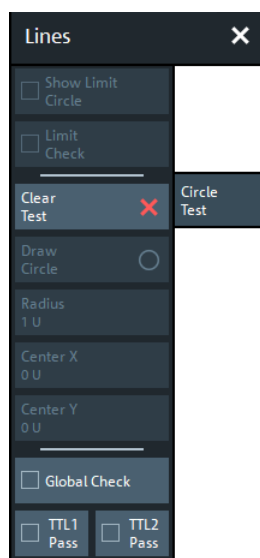 Lines
Show Limit
Circle
Limit
Check
Clear
Test
Circle
Test
Draw
Circle
Radius
1 U
Center X
0 U
Center Y
0 U
Global Check
TTL1
Pass
TTL2
Pass